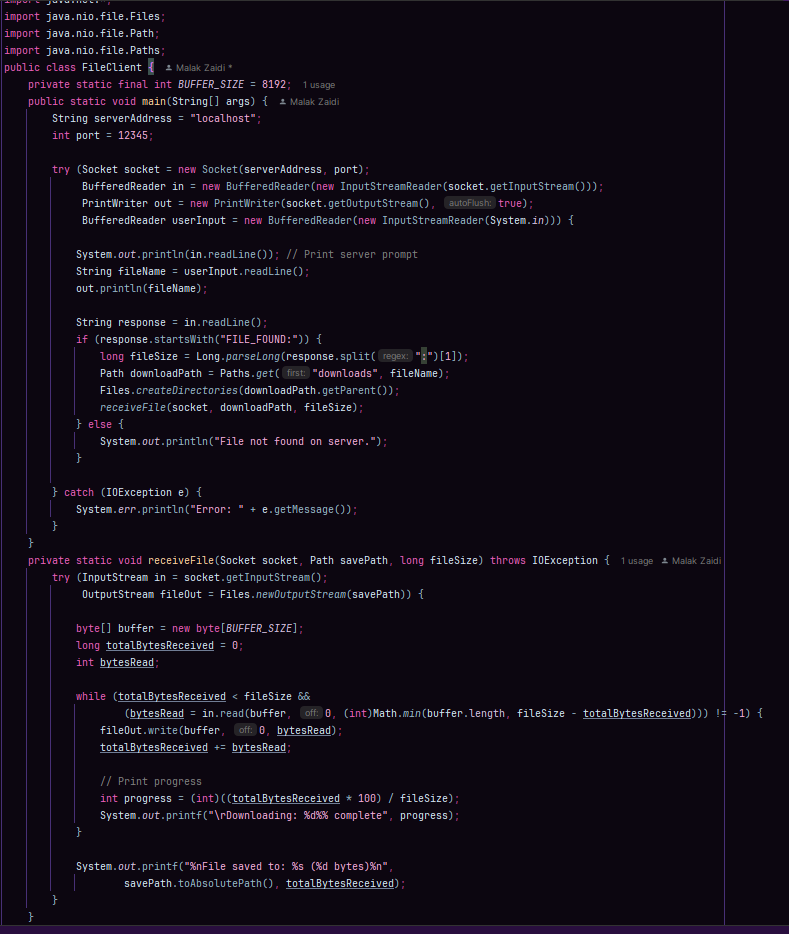 import java.net.*;
import java.nio.file.Files;
import java.nio.file.Path;
import java.nio.file.Paths;
public class FileClient { Malak Zaidi *
    private static final int BUFFER_SIZE = 8192; 1 usage
    public static void main(String[] args) { Malak Zaidi
        String serverAddress = "localhost";
        int port = 12345;

        try (Socket socket = new Socket(serverAddress, port);
             BufferedReader in = new BufferedReader(new InputStreamReader(socket.getInputStream()));
             PrintWriter out = new PrintWriter(socket.getOutputStream(), autoFlush: true);
             BufferedReader userInput = new BufferedReader(new InputStreamReader(System.in))) {

            System.out.println(in.readLine()); // Print server prompt
            String fileName = userInput.readLine();
            out.println(fileName);

            String response = in.readLine();
            if (response.startsWith("FILE_FOUND:")) {
                long fileSize = Long.parseLong(response.split( regex: ":")[1]);
                Path downloadPath = Paths.get( first: "downloads", fileName);
                Files.createDirectories(downloadPath.getParent());
                receiveFile(socket, downloadPath, fileSize);
            } else {
                System.out.println("File not found on server.");
            }

        } catch (IOException e) {
            System.err.println("Error: " + e.getMessage());
        }
    }
    private static void receiveFile(Socket socket, Path savePath, long fileSize) throws IOException { 1 usage Malak Zaidi
        try (InputStream in = socket.getInputStream();
             OutputStream fileOut = Files.newOutputStream(savePath)) {

            byte[] buffer = new byte[BUFFER_SIZE];
            long totalBytesReceived = 0;
            int bytesRead;

            while (totalBytesReceived < fileSize &&
                    (bytesRead = in.read(buffer, off: 0, (int)Math.min(buffer.length, fileSize - totalBytesReceived))) != -1) {
                fileOut.write(buffer, off: 0, bytesRead);
                totalBytesReceived += bytesRead;

                // Print progress
                int progress = (int)((totalBytesReceived * 100) / fileSize);
                System.out.printf("\rDownloading: %d%% complete", progress);
            }

            System.out.printf("%nFile saved to: %s (%d bytes)%n",
                    savePath.toAbsolutePath(), totalBytesReceived);
        }
    }